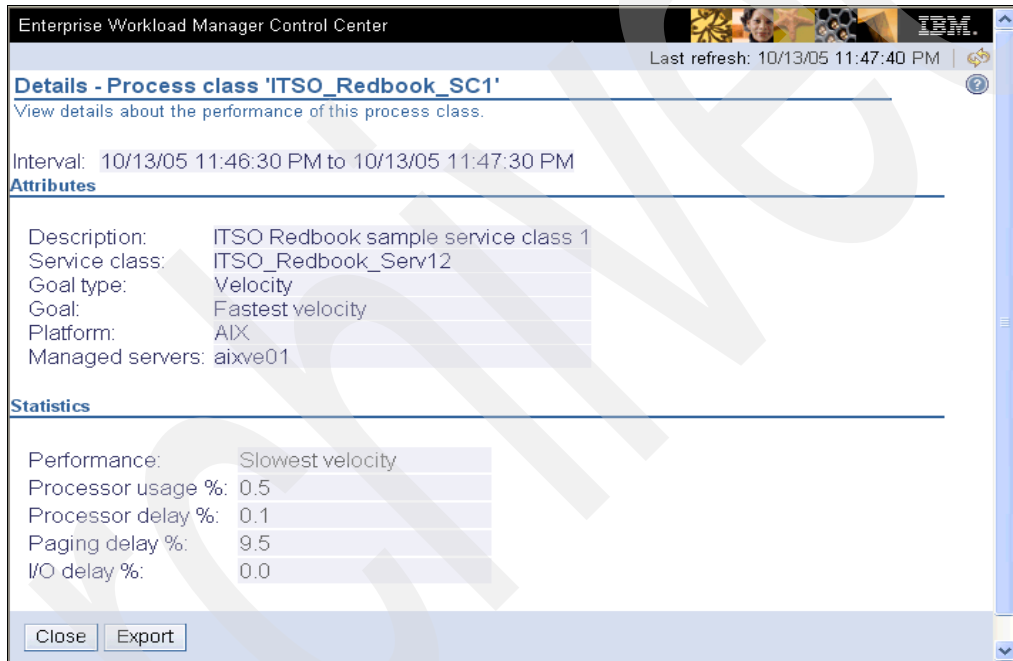 Enterprise Workload Manager Control Center
IBM.
Last refresh: 10/13/05 11:47:40 PM
Details - Process class 'ITSO_Redbook_SC1'
View details about the performance of this process class.
Interval: 10/13/05 11:46:30 PM to 10/13/05 11:47:30 PM
Attributes
Description: ITSO Redbook sample service class 1
Service class: ITSO_Redbook_Serv12
Goal type: Velocity
Goal: Fastest velocity
Platform: AIX
Managed servers: aixve01
Statistics
Performance: Slowest velocity
Processor usage %: 0.5
Processor delay %: 0.1
Paging delay %: 9.5
I/O delay %: 0.0
Close Export